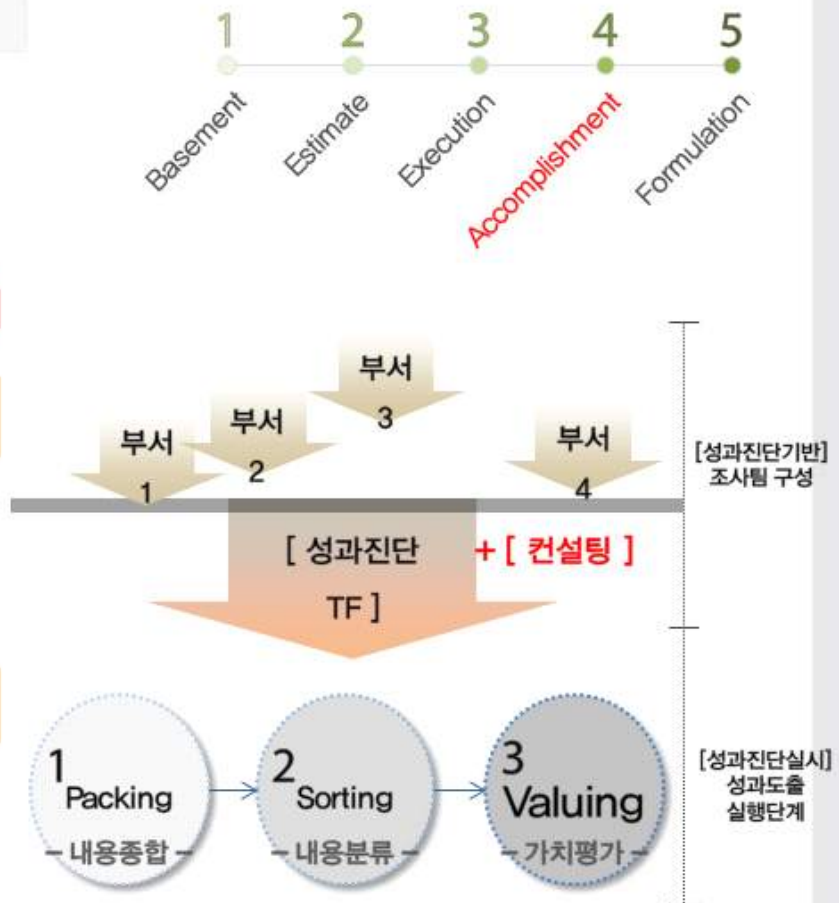 1 2 3 4 5
Basement Estimate Execution Accomplishment Formulation
부서
3
부서
2
부서
1
부서
4
[성과진단기반]
조사팀 구성
[ 성과진단 + [ 컨설팅 ]
TF ]
1
Packing
- 내용종합 -
2
Sorting
- 내용분류 -
3
Valuing
- 가치평가 -
[성과진단실시]
성과도출
실행단계